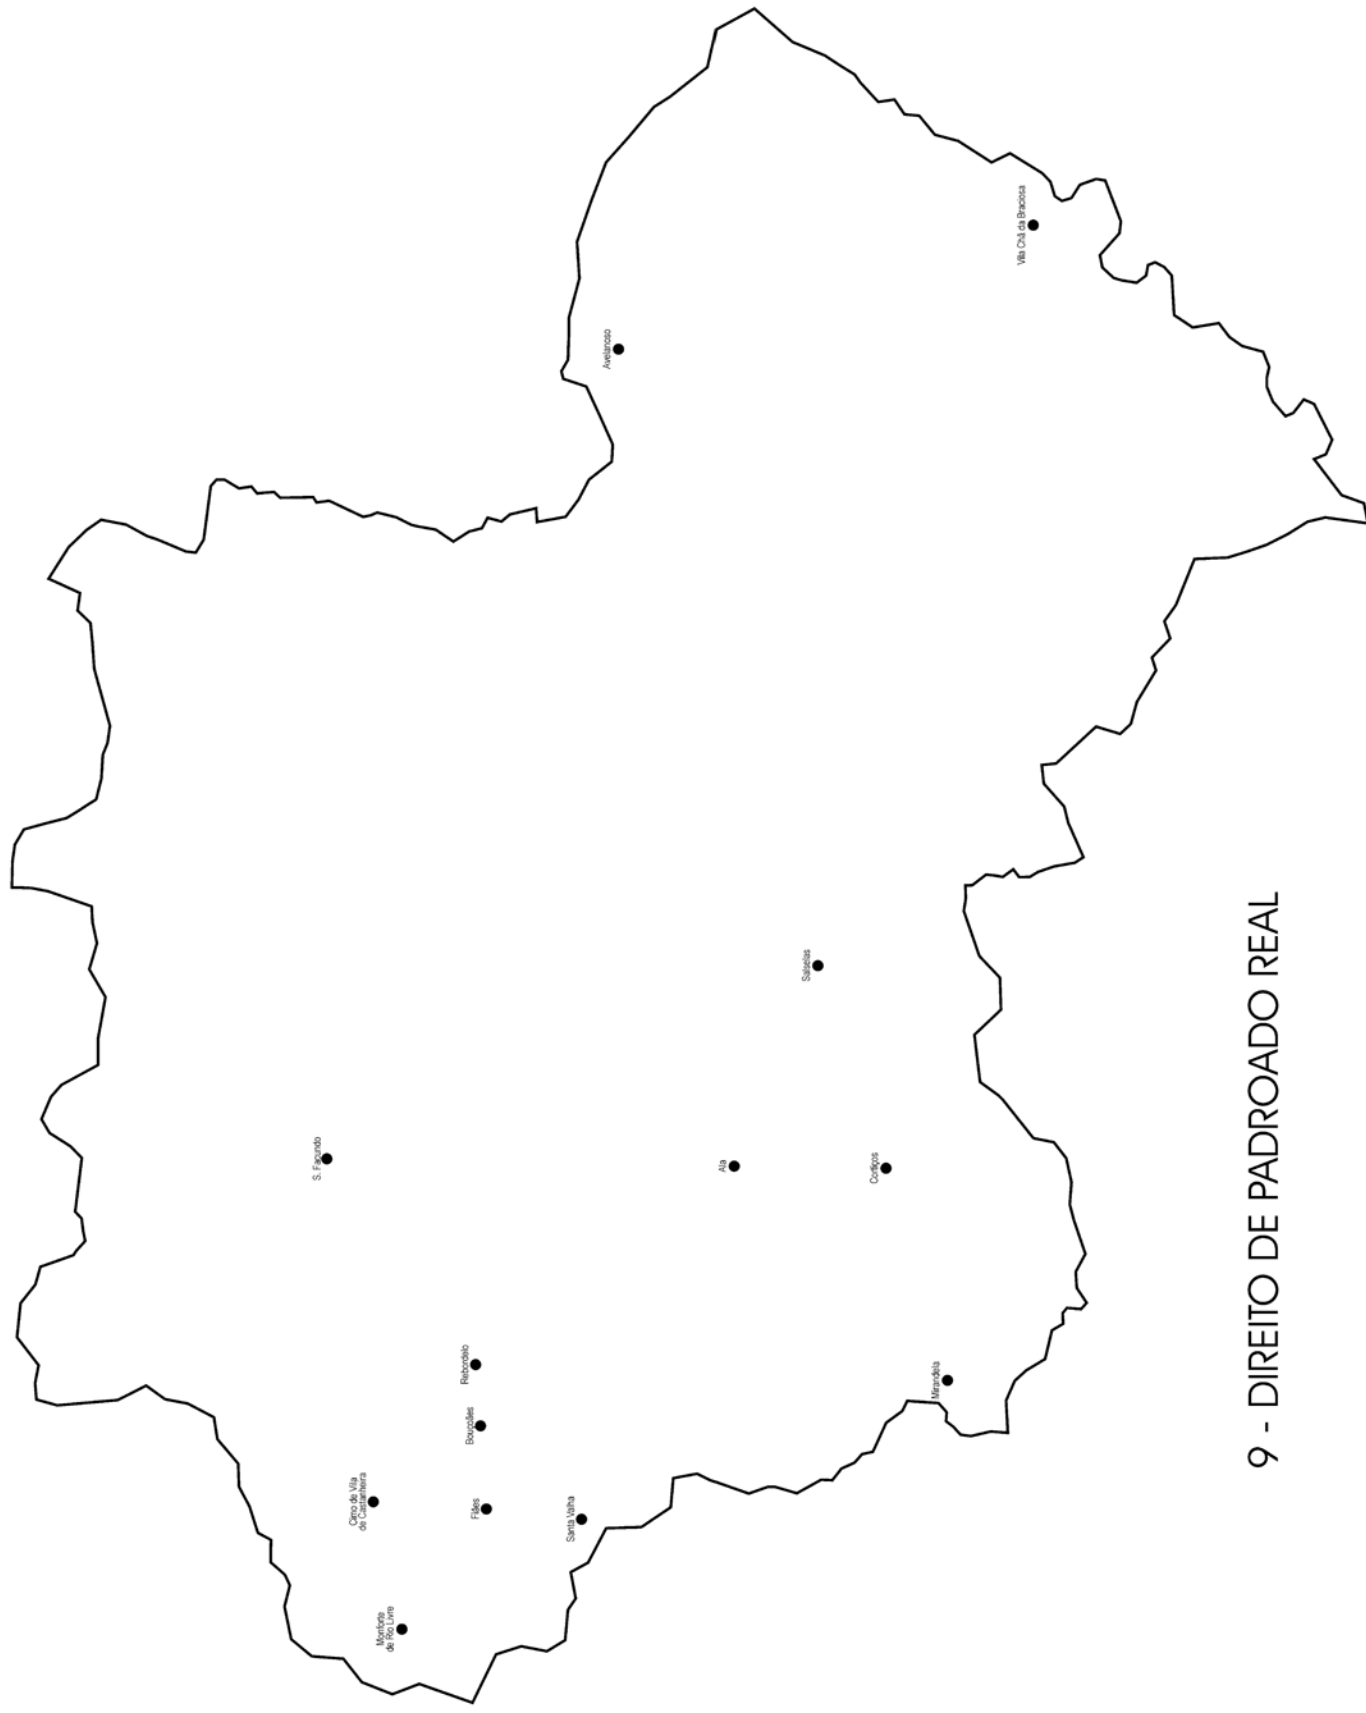 S. Facundo
Cimo de Vila
de Castanheira
Monforte
de Rio Livre
Rebordelo
Bouçoães
Fiães
Santa Valha
Avelanoso
Ala
Salselas
Cortiços
Mirandela
Vila Chã da Braciosa
9 - DIREITO DE PADROADO REAL